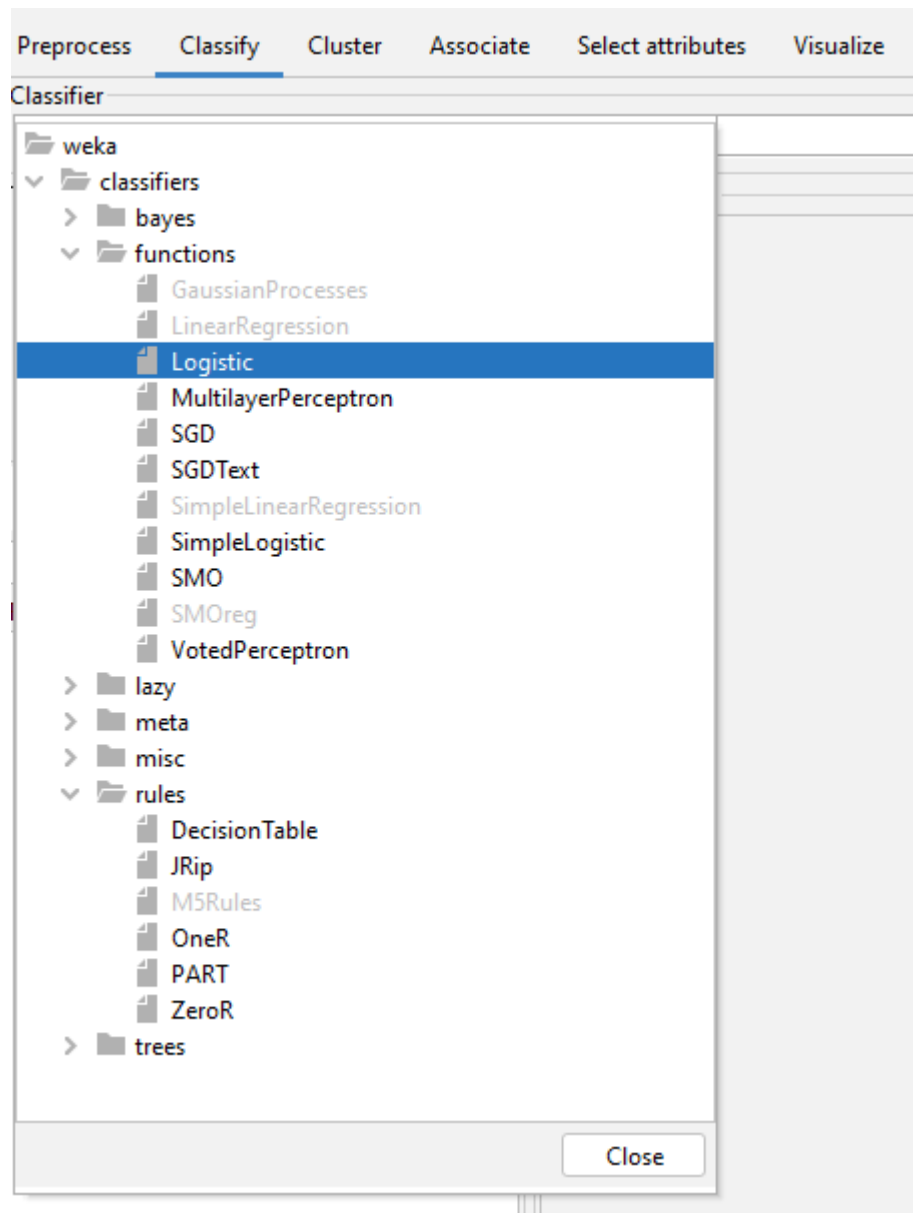 Preprocess Classify Cluster Associate Select attributes Visualize
Classifier
weka
classifiers
bayes
functions
GaussianProcesses
LinearRegression
Logistic
MultilayerPerceptron
SGD
SGDText
SimpleLinearRegression
SimpleLogistic
SMO
SMOreg
VotedPerceptron
lazy
meta
misc
rules
DecisionTable
JRip
M5Rules
OneR
PART
ZeroR
trees
Close